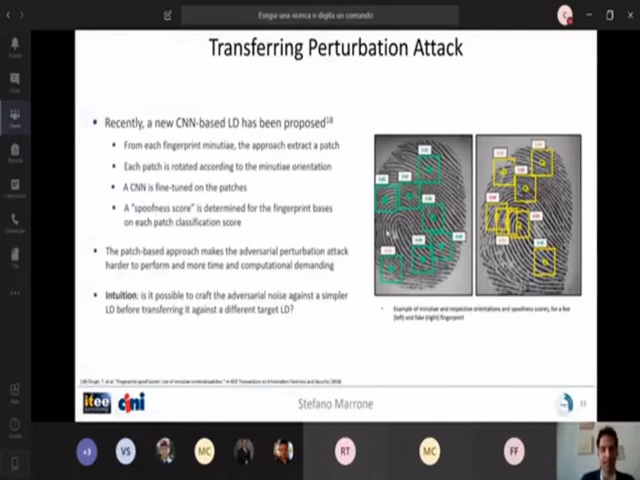 Esegui una ricerca o digita un comando
C
Transferring Perturbation Attack
• Recently, a new CNN-based LD has been proposed18
▪ From each fingerprint minutiae, the approach extract a patch
▪ Each patch is rotated according to the minutiae orientation
▪ A CNN is fine-tuned on the patches
▪ A "spoofness score" is determined for the fingerprint bases
on each patch classification score
▪ The patch-based approach makes the adversarial perturbation attack
harder to perform and more time and computational demanding
▪ Intuition: is it possible to craft the adversarial noise against a simpler
LD before transferring it against a different target LD?
• Example of minutiae and respective orientations and spoofness scores, for a live
(left) and fake (right) fingerprint
itee cini
Stefano Marrone
+3 VS MC RT MC FF